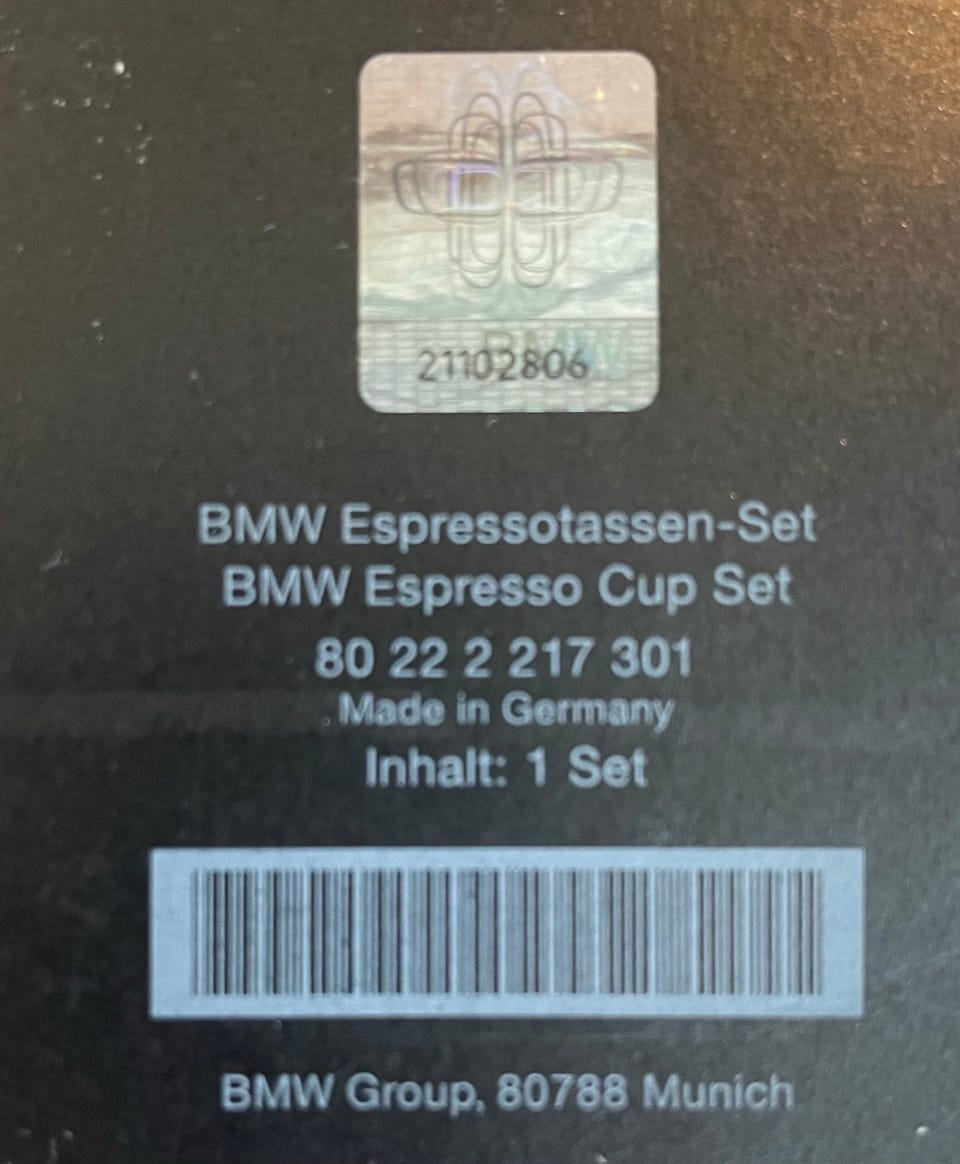 BMW
21102806
BMW Espressotassen-Set
BMW Espresso Cup Set
80 22 2 217 301
Made in Germany
Inhalt: 1 Set
BMW Group, 80788 Munich